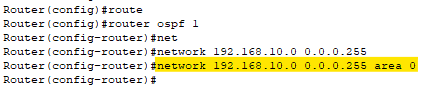 Router(config)#route
Router(config)#router ospf 1
Router(config-router)#net
Router(config-router)#network 192.168.10.0 0.0.0.255
Router(config-router)#network 192.168.10.0 0.0.0.255 area 0
Router(config-router)#